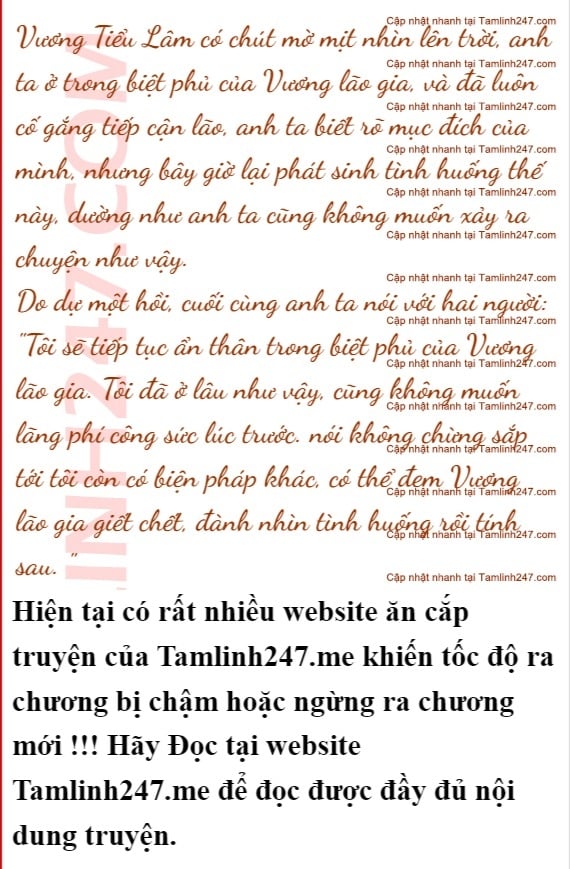 Cập nhật nhanh tại Tamlinh247.com
Vương Tiểu Lâm có chút mờ mịt nhìn lên trời, anh
Cập nhật nhanh tại Tamlinh247.com
ta ở trong biệt phủ của Vương lão gia, và đã luôn
Cập nhật nhanh tại Tamlinh247.com
cố gắng tiếp cận lão, anh ta biết rõ mục đích của
Cập nhật nhanh tại Tamlinh247.com
mình, nhưng bây giờ lại phát sinh tình huống thế
Cập nhật nhanh tại Tamlinh247.com
này, dường như anh ta cũng không muốn xảy ra
Cập nhật nhanh tại Tamlinh247.com
chuyện như vậy.
Cập nhật nhanh tại Tamlinh247.com
Do dự một hồi, cuối cùng anh ta nói với hai người:
Cập nhật nhanh tại Tamlinh247.com
"Tôi sẽ tiếp tục ẩn thân trong biệt phủ của Vương
Cập nhật nhanh tại Tamlinh247.com
lão gia. Tôi đã ở lâu như vậy, cũng không muốn
Cập nhật nhanh tại Tamlinh247.com
lãng phí công sức lúc trước. nói không chừng sắp
Cập nhật nhanh tại Tamlinh247.com
tới tôi còn có biện pháp khác, có thể đem Vương
Cập nhật nhanh tại Tamlinh247.com
lão gia giết chết, đành nhìn tình huống rồi tính
Cập nhật nhanh tại Tamlinh247.com
sau. "
Cập nhật nhanh tại Tamlinh247.com
INH247.COM
Hiện tại có rất nhiều website ăn cắp
truyện của Tamlinh247.me khiến tốc độ ra
chương bị chậm hoặc ngừng ra chương
mới !!! Hãy Đọc tại website
Tamlinh247.me để đọc được đầy đủ nội
dung truyện.